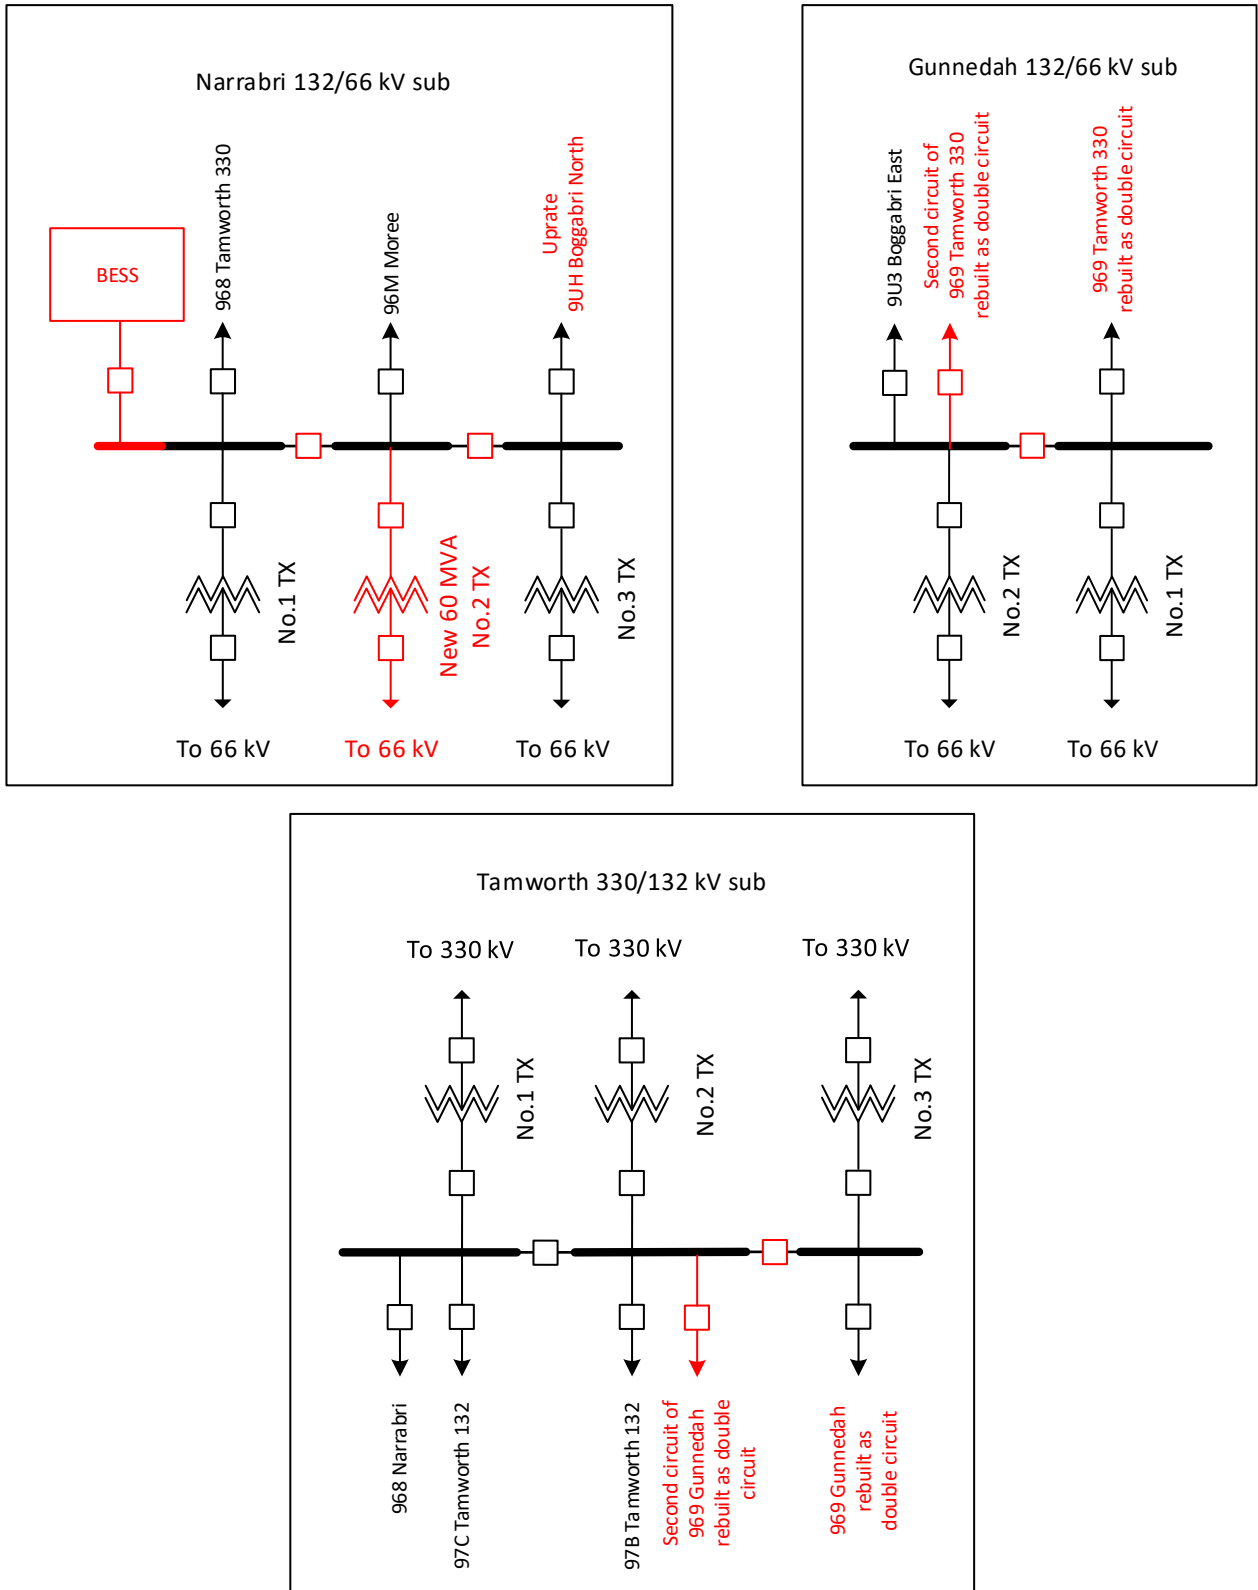 Narrabri 132/66 kV sub
BESS
968 Tamworth 330
96M Moree
Uprate
9UH Boggabri North
No.1 TX
New 60 MVA
No.2 TX
No.3 TX
To 66 kV
To 66 kV
To 66 kV
Gunnedah 132/66 kV sub
9U3 Boggabri East
Second circuit of
969 Tamworth 330
rebuilt as double circuit
969 Tamworth 330
rebuilt as double circuit
No.2 TX
No.1 TX
To 66 kV
To 66 kV
Tamworth 330/132 kV sub
To 330 kV
To 330 kV
To 330 kV
No.1 TX
No.2 TX
No.3 TX
968 Narrabri
97C Tamworth 132
97B Tamworth 132
Second circuit of
969 Gunnedah
rebuilt as double
circuit
969 Gunnedah
rebuilt as
double circuit